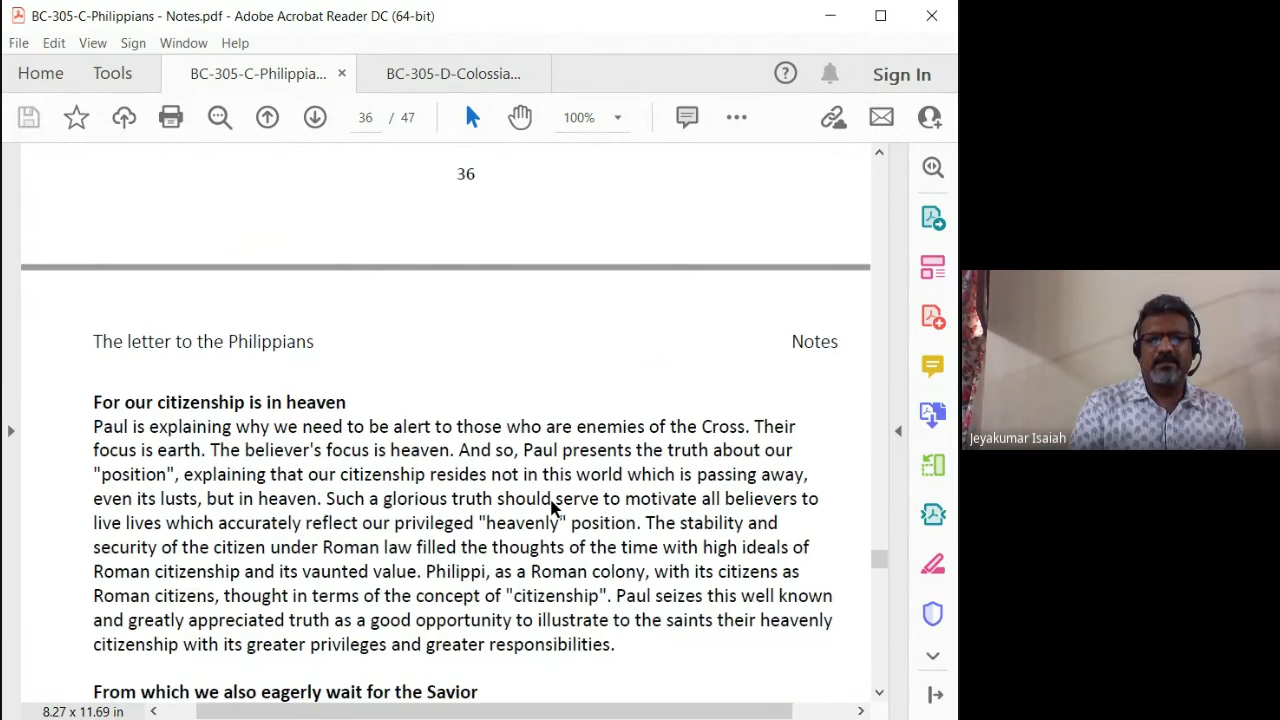 BC-305-C-Philippians - Notes.pdf - Adobe Acrobat Reader DC (64-bit)
File Edit View Sign Window Help
Home Tools BC-305-C-Philippia... × BC-305-D-Colossia... Sign In
36 / 47 100%
36
The letter to the Philippians Notes
For our citizenship is in heaven
Paul is explaining why we need to be alert to those who are enemies of the Cross. Their
focus is earth. The believer's focus is heaven. And so, Paul presents the truth about our
"position", explaining that our citizenship resides not in this world which is passing away,
even its lusts, but in heaven. Such a glorious truth should serve to motivate all believers to
live lives which accurately reflect our privileged "heavenly" position. The stability and
security of the citizen under Roman law filled the thoughts of the time with high ideals of
Roman citizenship and its vaunted value. Philippi, as a Roman colony, with its citizens as
Roman citizens, thought in terms of the concept of "citizenship". Paul seizes this well known
and greatly appreciated truth as a good opportunity to illustrate to the saints their heavenly
citizenship with its greater privileges and greater responsibilities.
From which we also eagerly wait for the Savior
8.27 x 11.69 in
Jeyakumar Isaiah